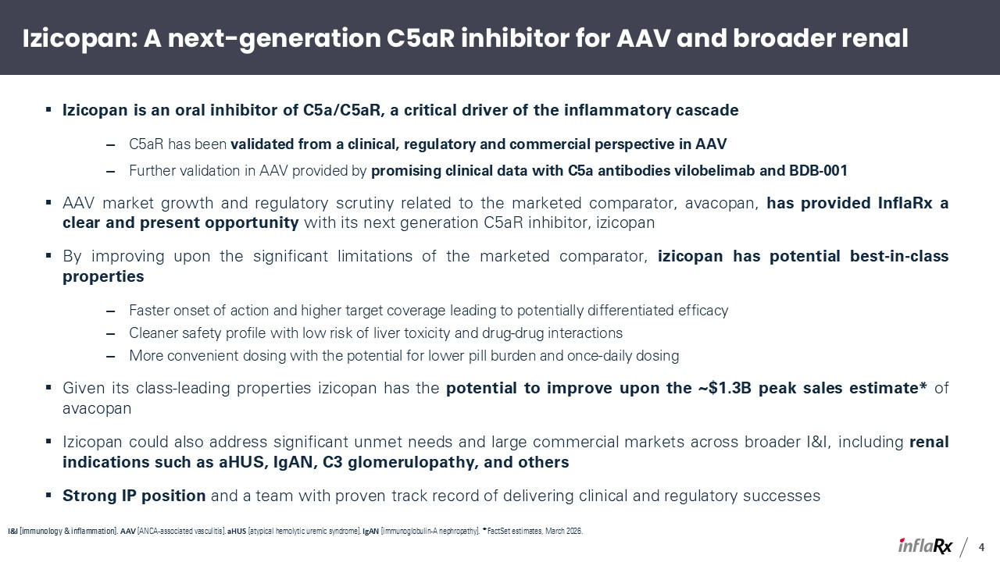 Izicopan: A next-generation C5aR inhibitor for AAV and broader renal
▪ Izicopan is an oral inhibitor of C5a/C5aR, a critical driver of the inflammatory cascade
– C5aR has been validated from a clinical, regulatory and commercial perspective in AAV
– Further validation in AAV provided by promising clinical data with C5a antibodies vilobelimab and BDB-001
▪ AAV market growth and regulatory scrutiny related to the marketed comparator, avacopan, has provided InflaRx a
clear and present opportunity with its next generation C5aR inhibitor, izicopan
▪ By improving upon the significant limitations of the marketed comparator, izicopan has potential best-in-class
properties
– Faster onset of action and higher target coverage leading to potentially differentiated efficacy
– Cleaner safety profile with low risk of liver toxicity and drug-drug interactions
– More convenient dosing with the potential for lower pill burden and once-daily dosing
▪ Given its class-leading properties izicopan has the potential to improve upon the ~$1.3B peak sales estimate* of
avacopan
▪ Izicopan could also address significant unmet needs and large commercial markets across broader I&I, including renal
indications such as aHUS, IgAN, C3 glomerulopathy, and others
▪ Strong IP position and a team with proven track record of delivering clinical and regulatory successes
I&I [immunology & inflammation]. AAV [ANCA-associated vasculitis]. aHUS [atypical hemolytic uremic syndrome]. IgAN [immunoglobulin-A nephropathy]. *FactSet estimates, March 2026.
inflaRx / 4